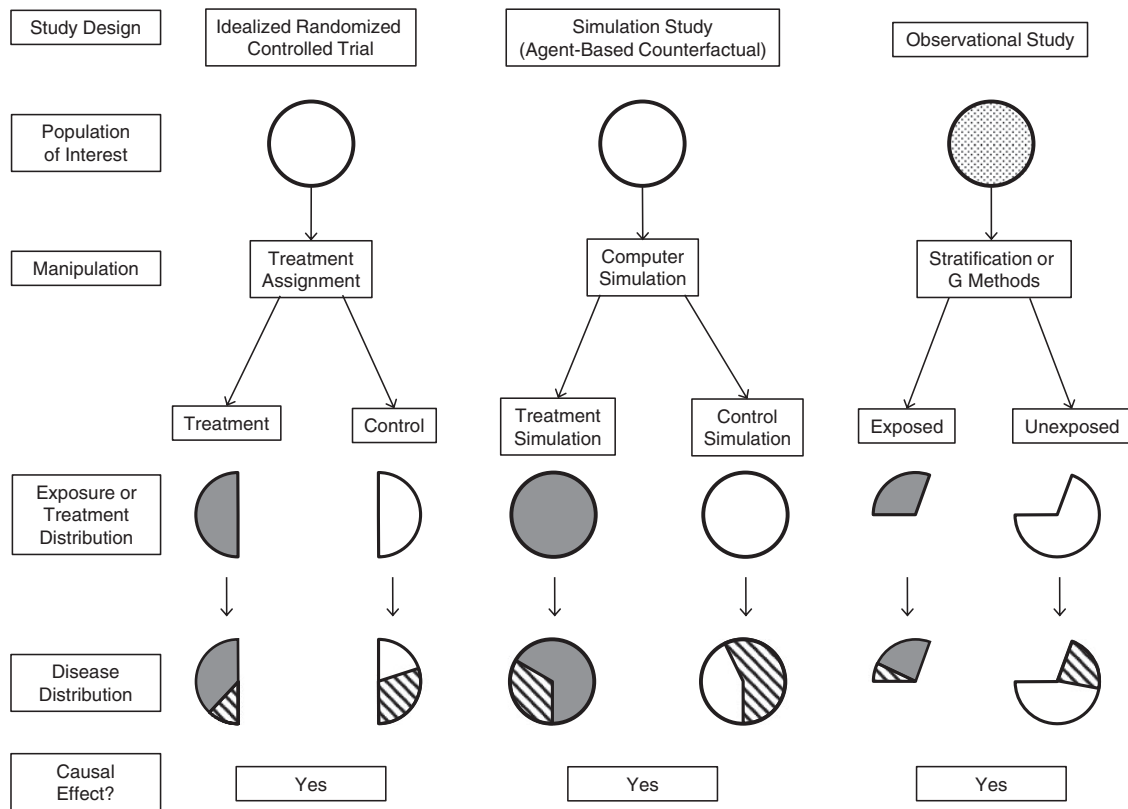 Study Design
Idealized Randomized
Controlled Trial
Simulation Study
(Agent-Based Counterfactual)
Observational Study
Population
of Interest
Manipulation
Treatment
Assignment
Computer
Simulation
Stratification or
G Methods
Treatment
Control
Treatment
Simulation
Control
Simulation
Exposed
Unexposed
Exposure or
Treatment
Distribution
Disease
Distribution
Causal
Effect?
Yes
Yes
Yes